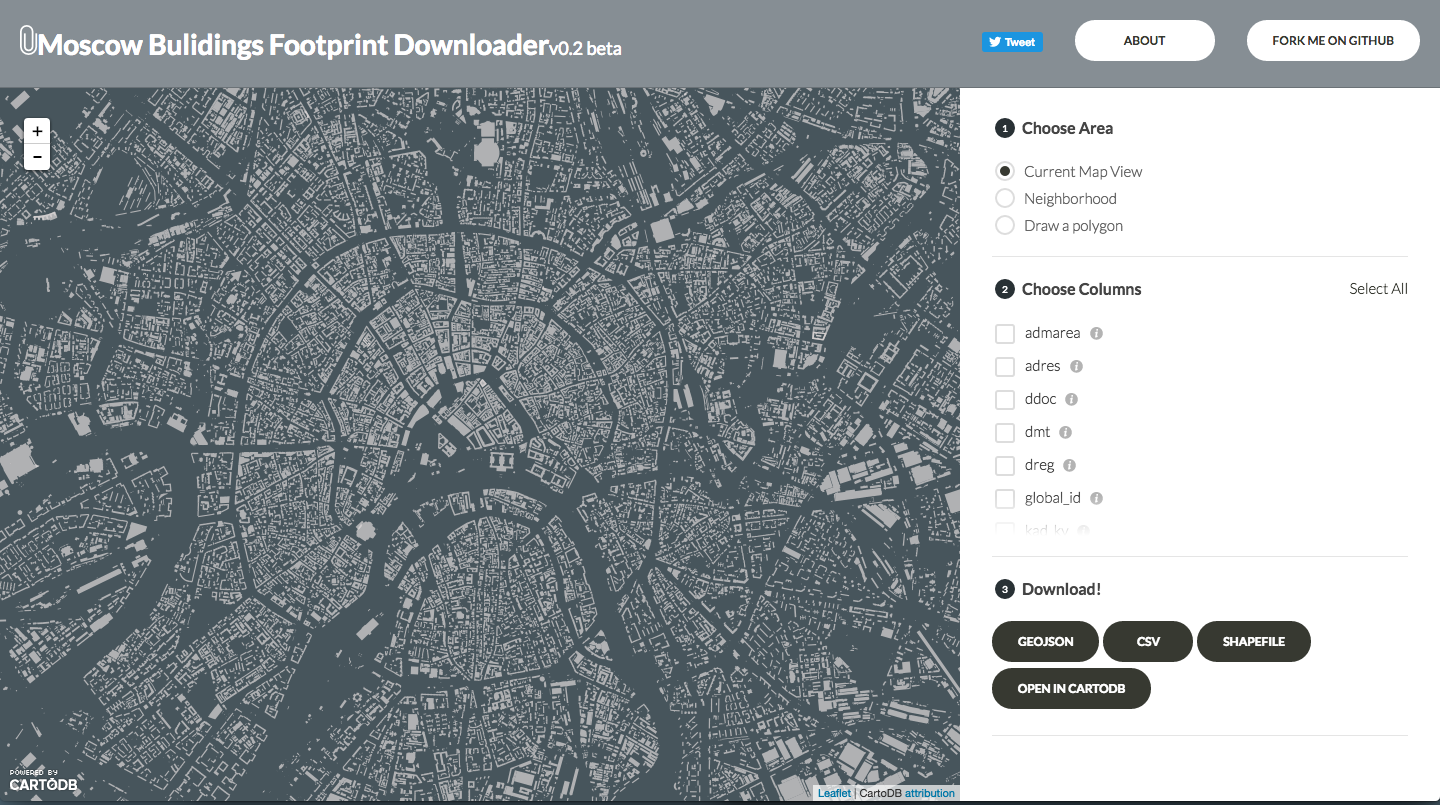 Moscow Bulidings Footprint Downloader v0.2 beta
Tweet
ABOUT
FORK ME ON GITHUB
+
-
1 Choose Area
Current Map View
Neighborhood
Draw a polygon
2 Choose Columns
Select All
admarea i
adres i
ddoc i
dmt i
dreg i
global_id i
kad_kv i
3 Download!
GEOJSON
CSV
SHAPEFILE
OPEN IN CARTODB
POWERED BY
CARTODB
Leaflet | CartoDB attribution